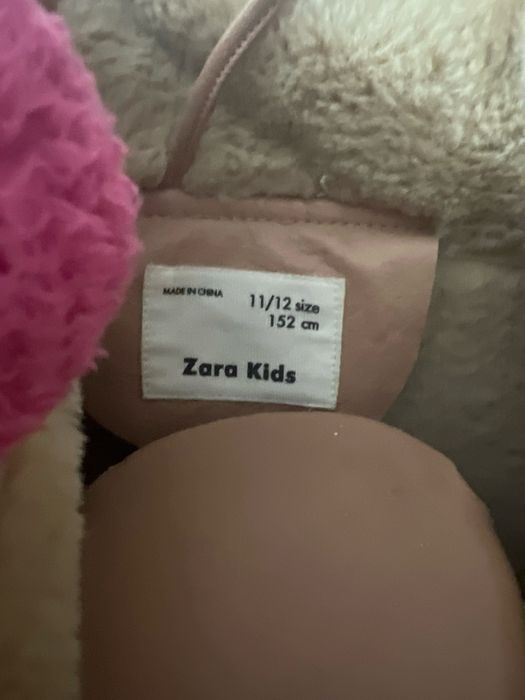 MADE IN CHINA
11/12 size
152 cm
Zara Kids